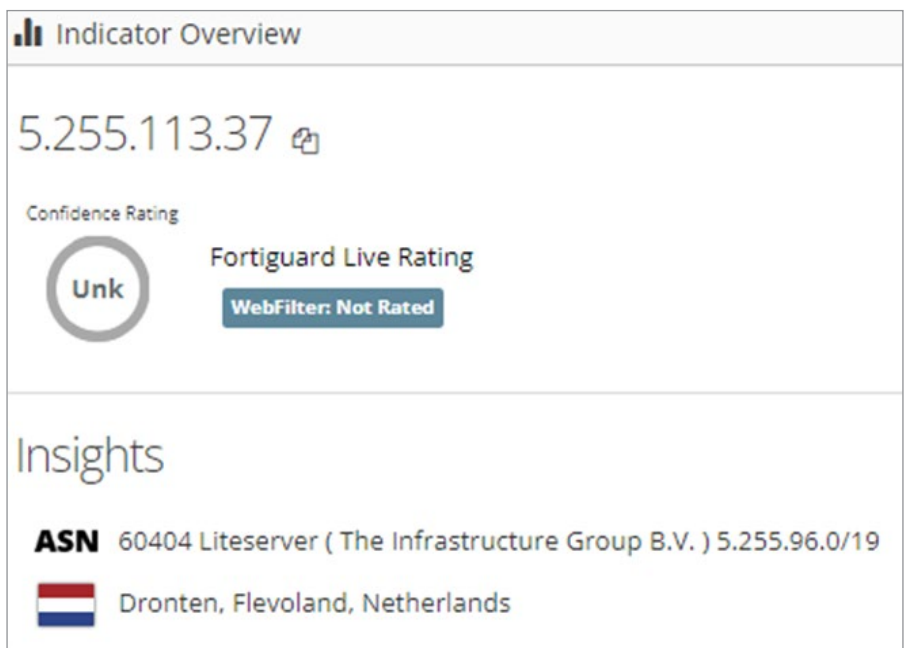 Indicator Overview
5.255.113.37
Confidence Rating
Unk
Fortiguard Live Rating
WebFilter: Not Rated
Insights
ASN 60404 Liteserver ( The Infrastructure Group B.V. ) 5.255.96.0/19
Dronten, Flevoland, Netherlands